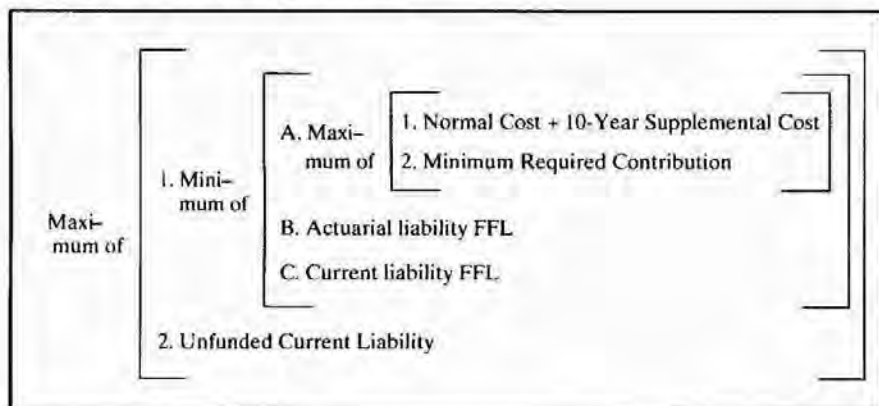 A. Maxi–
mum of
1. Normal Cost + 10-Year Supplemental Cost
2. Minimum Required Contribution
1. Mini–
mum of
Maxi–
mum of
B. Actuarial liability FFL
C. Current liability FFL
2. Unfunded Current Liability